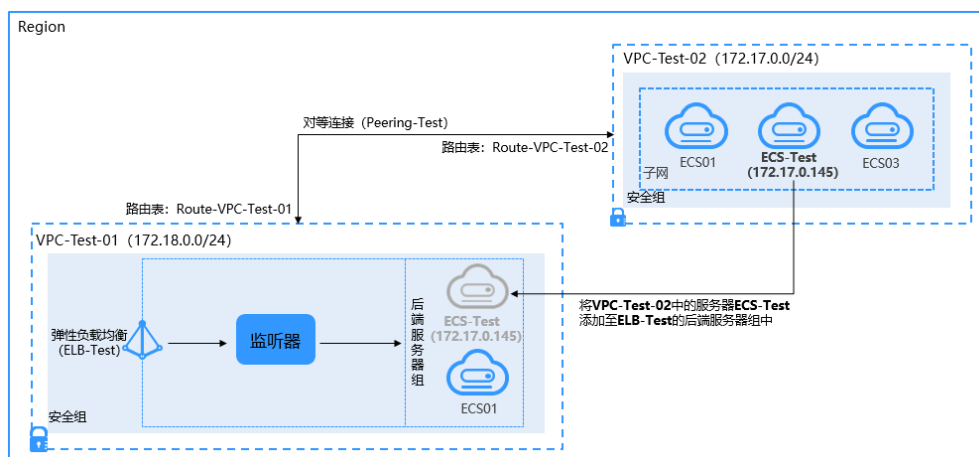 Region
VPC-Test-02（172.17.0.0/24）
ECS01
ECS-Test
(172.17.0.145)
ECS03
子网
安全组
对等连接（Peering-Test）
路由表：Route-VPC-Test-02
路由表：Route-VPC-Test-01
VPC-Test-01（172.18.0.0/24）
弹性负载均衡
(ELB-Test)
监听器
后端服务器组
ECS-Test
(172.17.0.145)
ECS01
安全组
将VPC-Test-02中的服务器ECS-Test
添加至ELB-Test的后端服务器组中